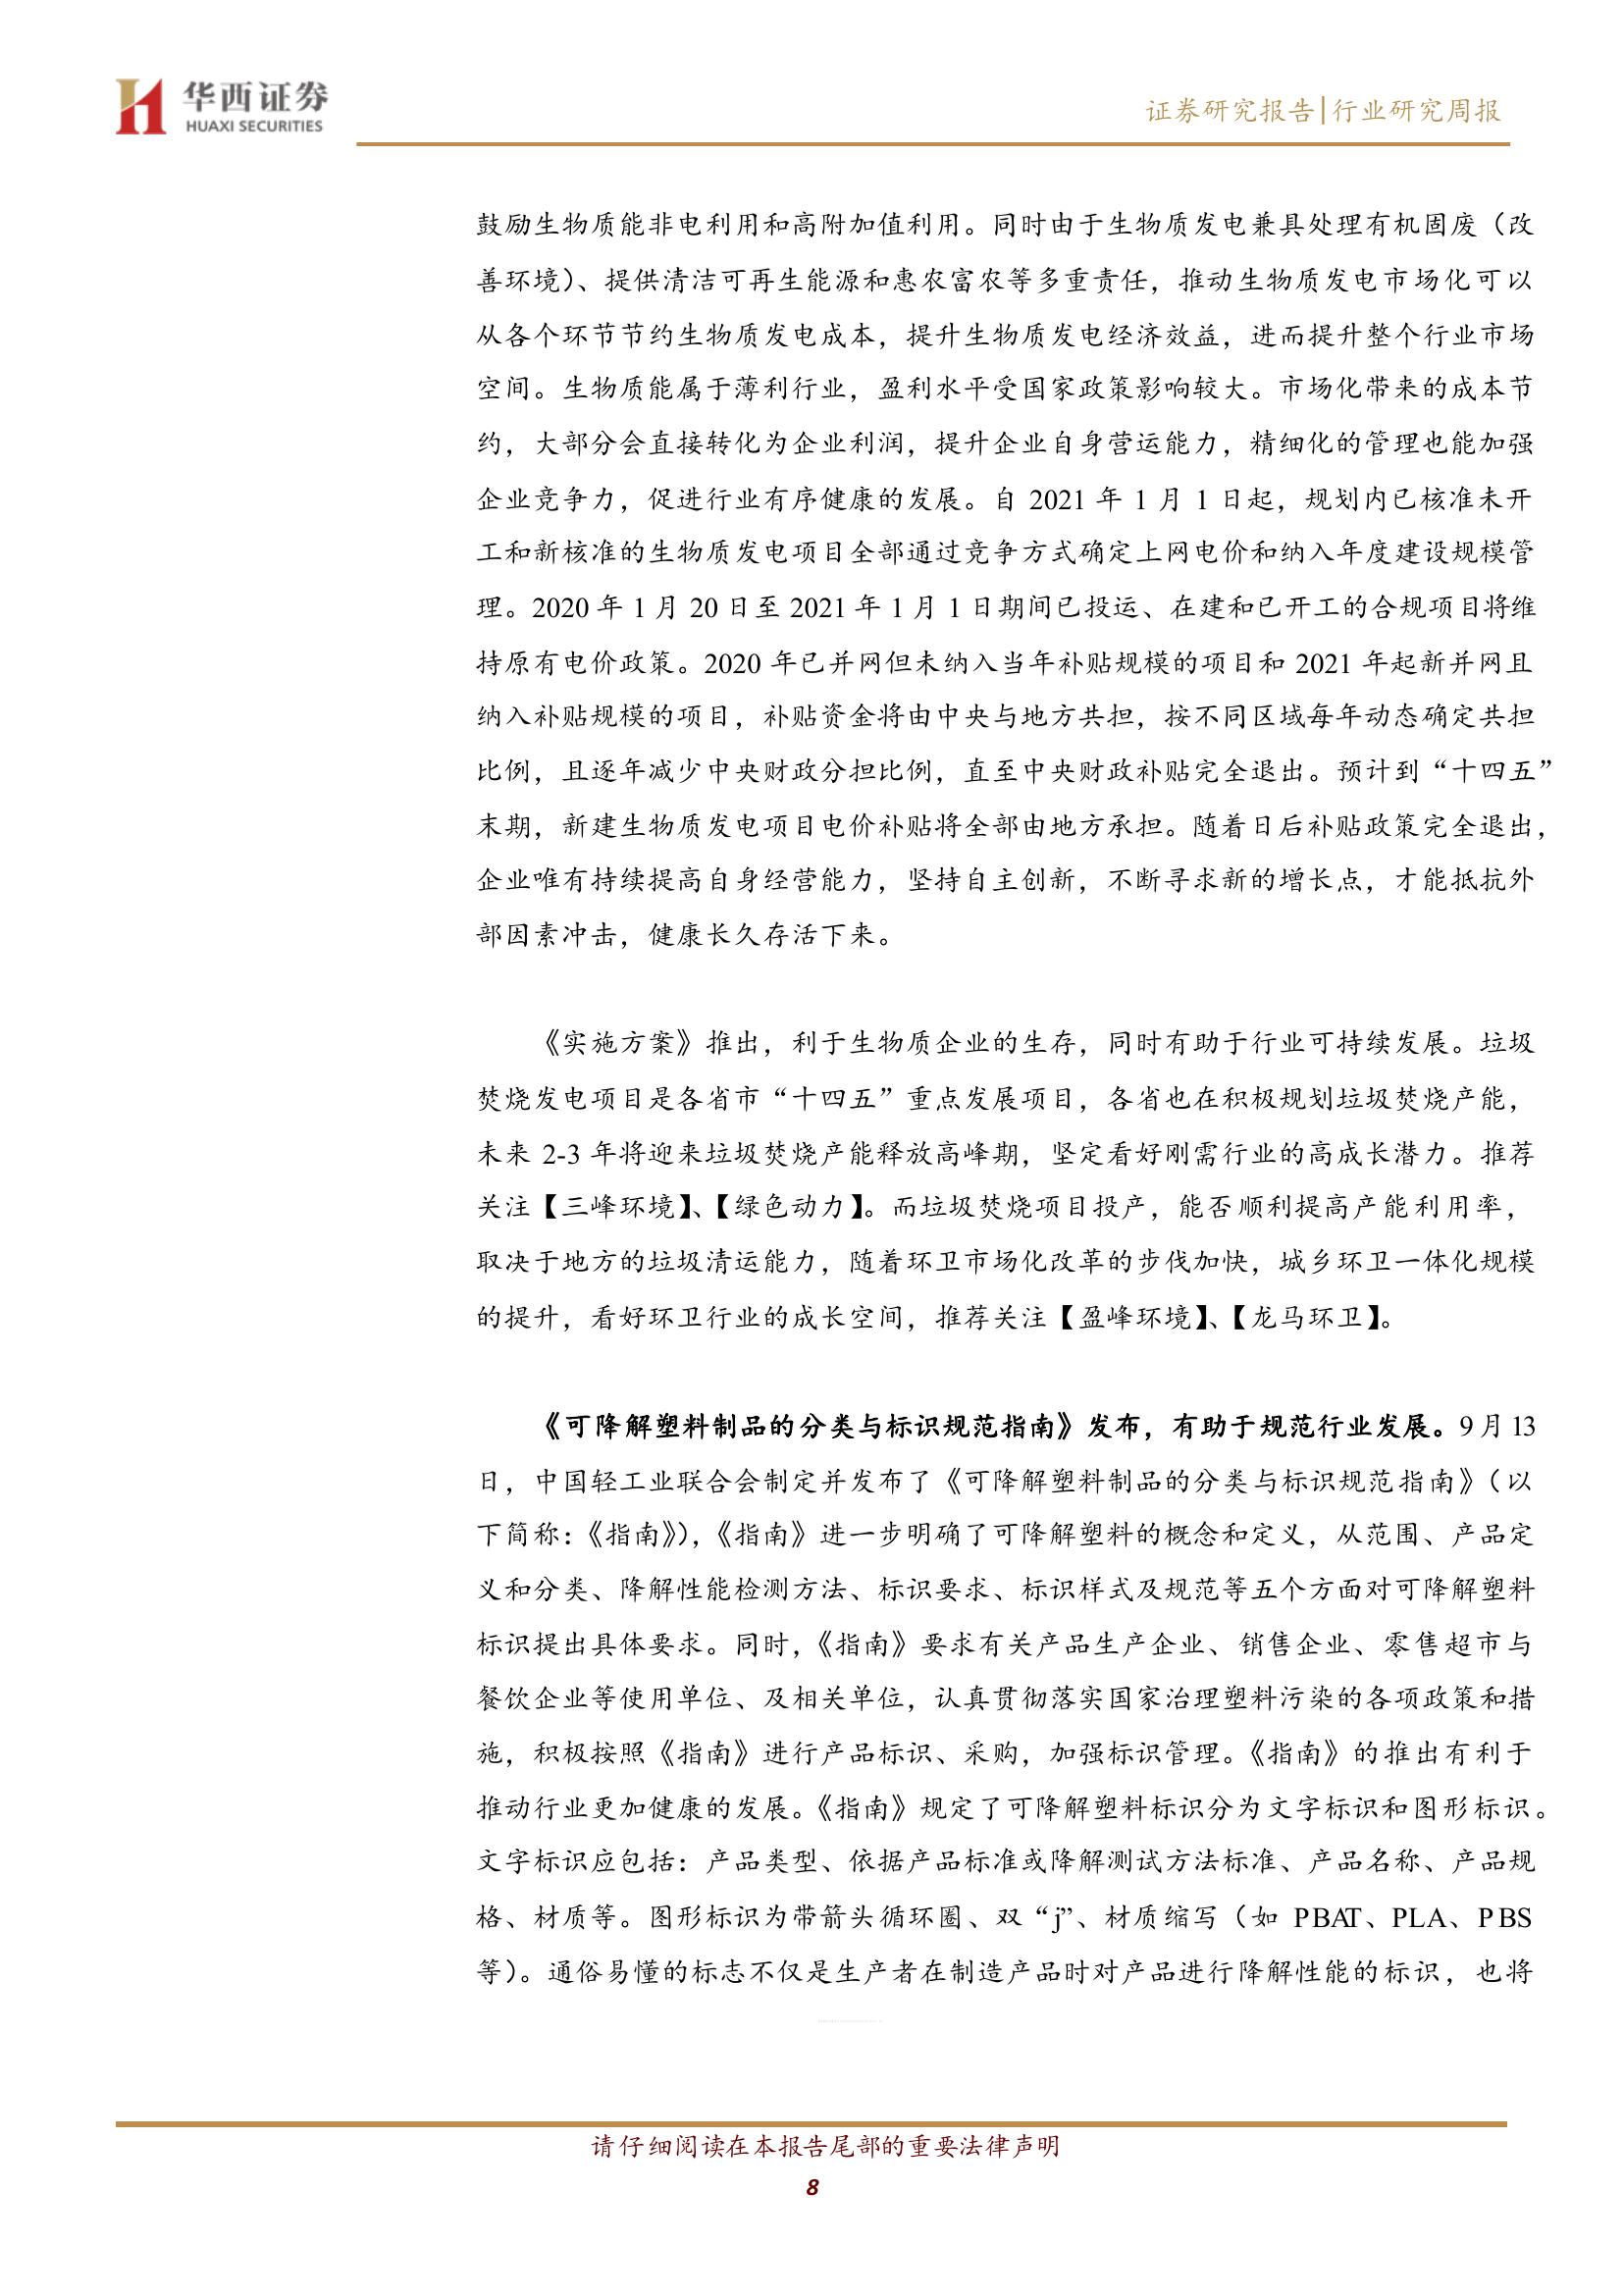 华西证券
HUAXI SECURITIES
证券研究报告|行业研究周报
鼓励生物质能非电利用和高附加值利用。同时由于生物质发电兼具处理有机固废（改
善环境）、提供清洁可再生能源和惠农富农等多重责任，推动生物质发电市场化可以
从各个环节节约生物质发电成本，提升生物质发电经济效益，进而提升整个行业市场
空间。生物质能属于薄利行业，盈利水平受国家政策影响较大。市场化带来的成本节
约，大部分会直接转化为企业利润，提升企业自身营运能力，精细化的管理也能加强
企业竞争力，促进行业有序健康的发展。自 2021 年 1 月 1 日起，规划内已核准未开
工和新核准的生物质发电项目全部通过竞争方式确定上网电价和纳入年度建设规模管
理。2020 年 1 月 20 日至 2021 年 1 月 1 日期间已投运、在建和已开工的合规项目将维
持原有电价政策。2020 年已并网但未纳入当年补贴规模的项目和 2021 年起新并网且
纳入补贴规模的项目，补贴资金将由中央与地方共担，按不同区域每年动态确定共担
比例，且逐年减少中央财政分担比例，直至中央财政补贴完全退出。预计到“十四五”
末期，新建生物质发电项目电价补贴将全部由地方承担。随着日后补贴政策完全退出，
企业唯有持续提高自身经营能力，坚持自主创新，不断寻求新的增长点，才能抵抗外
部因素冲击，健康长久存活下来。
《实施方案》推出，利于生物质企业的生存，同时有助于行业可持续发展。垃圾
焚烧发电项目是各省市“十四五”重点发展项目，各省也在积极规划垃圾焚烧产能，
未来 2-3 年将迎来垃圾焚烧产能释放高峰期，坚定看好刚需行业的高成长潜力。推荐
关注【三峰环境】、【绿色动力】。而垃圾焚烧项目投产，能否顺利提高产能利用率，
取决于地方的垃圾清运能力，随着环卫市场化改革的步伐加快，城乡环卫一体化规模
的提升，看好环卫行业的成长空间，推荐关注【盈峰环境】、【龙马环卫】。
《可降解塑料制品的分类与标识规范指南》发布，有助于规范行业发展。9 月 13
日，中国轻工业联合会制定并发布了《可降解塑料制品的分类与标识规范指南》（以
下简称：《指南》），《指南》进一步明确了可降解塑料的概念和定义，从范围、产品定
义和分类、降解性能检测方法、标识要求、标识样式及规范等五个方面对可降解塑料
标识提出具体要求。同时，《指南》要求有关产品生产企业、销售企业、零售超市与
餐饮企业等使用单位、及相关单位，认真贯彻落实国家治理塑料污染的各项政策和措
施，积极按照《指南》进行产品标识、采购，加强标识管理。《指南》的推出有利于
推动行业更加健康的发展。《指南》规定了可降解塑料标识分为文字标识和图形标识。
文字标识应包括：产品类型、依据产品标准或降解测试方法标准、产品名称、产品规
格、材质等。图形标识为带箭头循环圈、双“j”、材质缩写（如 PBAT、PLA、PBS
等）。通俗易懂的标志不仅是生产者在制造产品时对产品进行降解性能的标识，也将
请仔细阅读在本报告尾部的重要法律声明
8